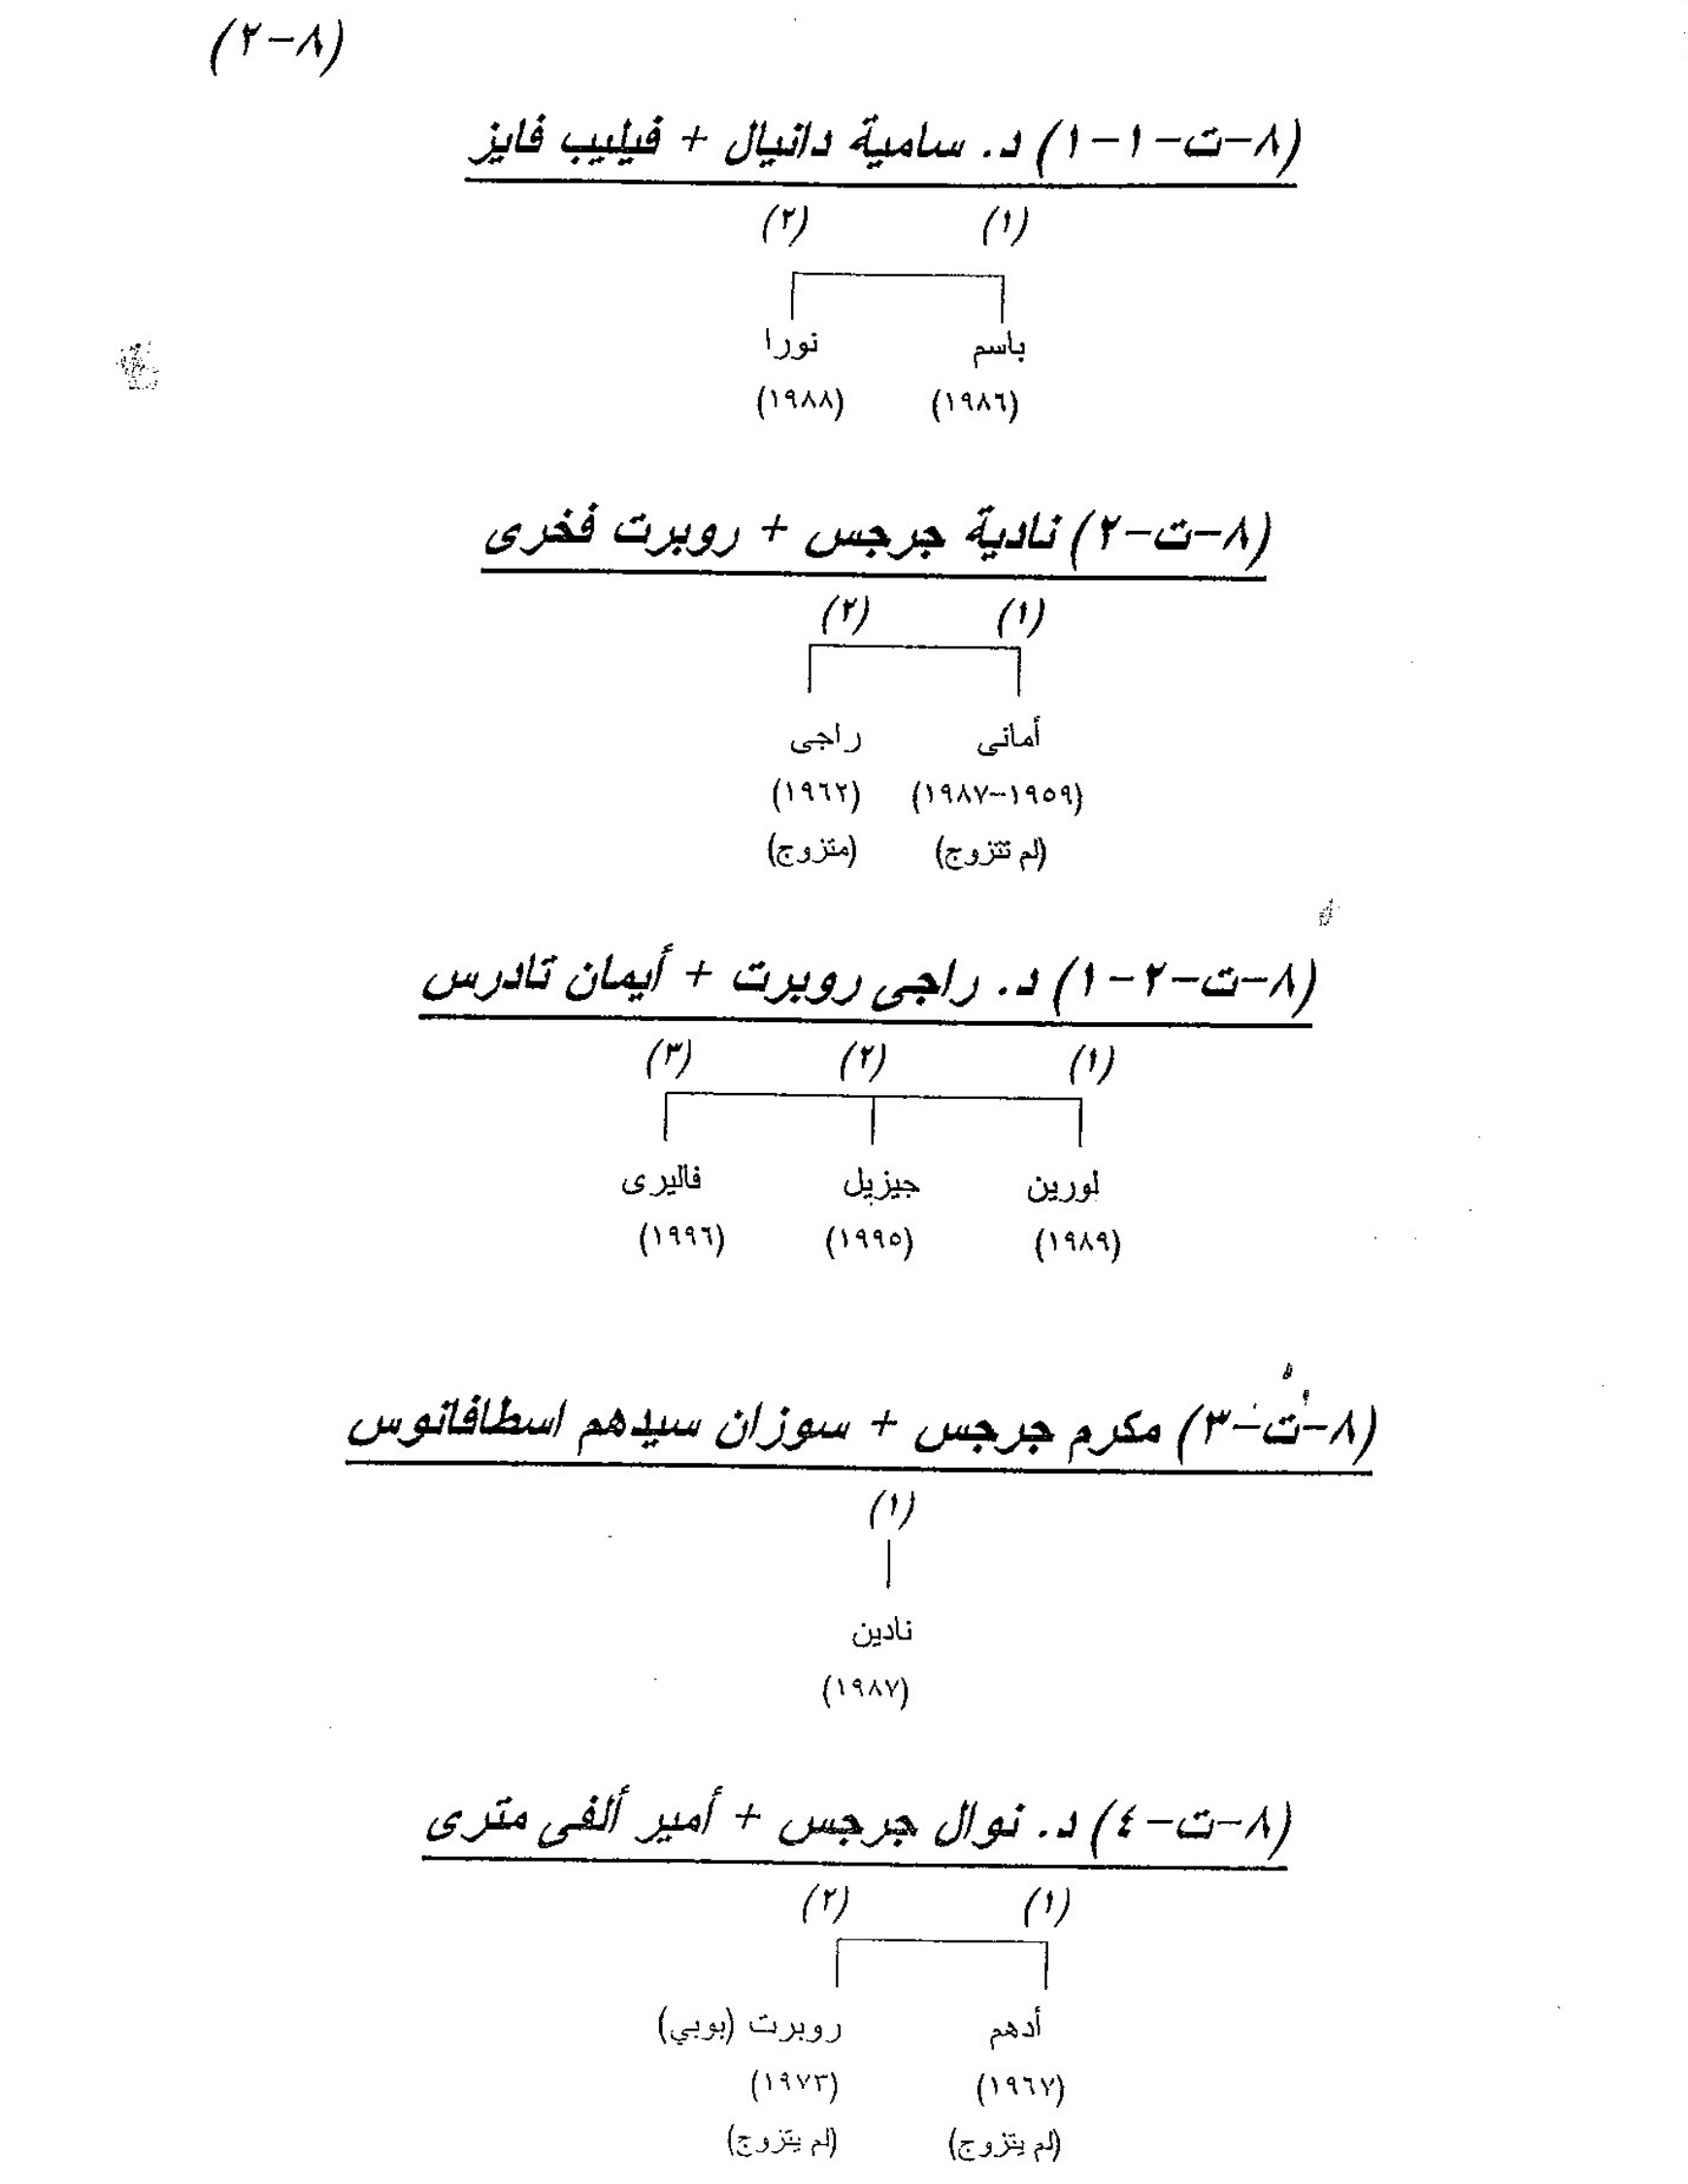 (٨-٢)
(٨-ت-١-١) د. سامية دانيال + فيليب فايز
(١) (٢)
باسم نورا
(١٩٨٦) (١٩٨٨)
(٨-ت-٢) نادية جرجس + روبرت فخرى
(١) (٢)
أمانى راجى
(١٩٥٩-١٩٨٧) (١٩٦٢)
(لم تتزوج) (متزوج)
(٨-ت-٢-١) د. راجى روبرت + أيمان تادرس
(١) (٢) (٣)
لورين جيزيل فاليرى
(١٩٨٩) (١٩٩٥) (١٩٩٦)
(٨-ت-٣) مكرم جرجس + سوزان سيدهم اسطافانوس
(١)
نادين
(١٩٨٧)
(٨-ت-٤) د. نوال جرجس + أمير ألفى مترى
(١) (٢)
أدهم روبرت (بوبي)
(١٩٦٧) (١٩٧٣)
(لم يتزوج) (لم يتزوج)